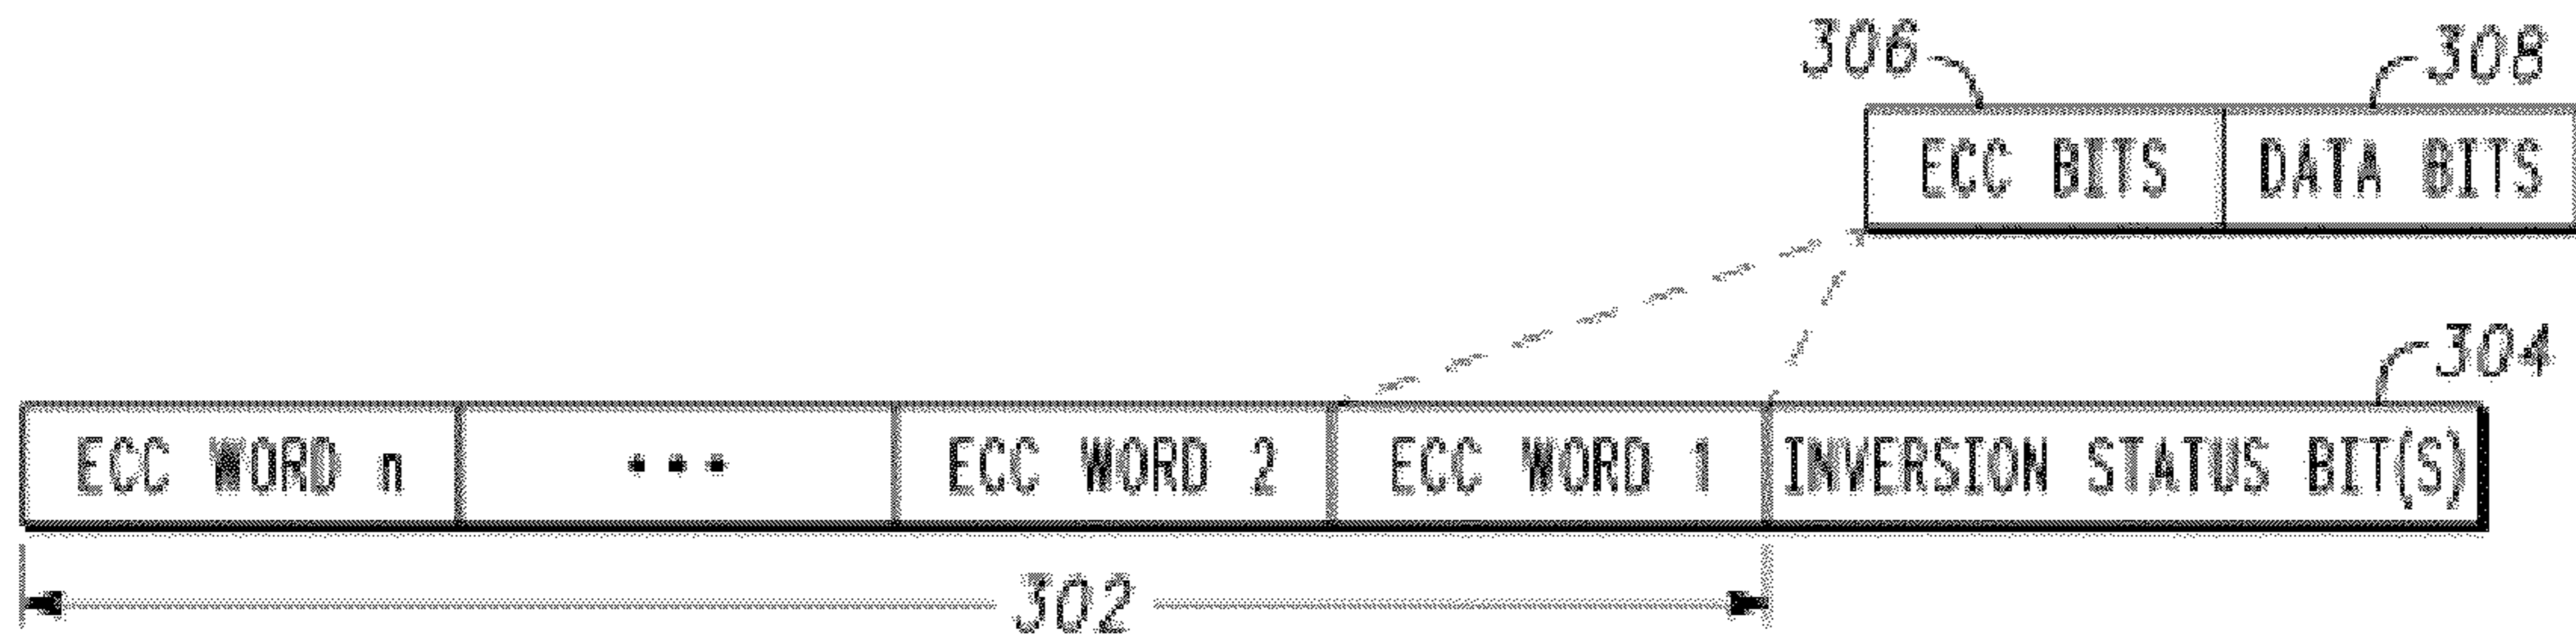 306 308
ECC BITS DATA BITS
304
ECC WORD n ... ECC WORD 2 ECC WORD 1 INVERSION STATUS BIT(S)
302